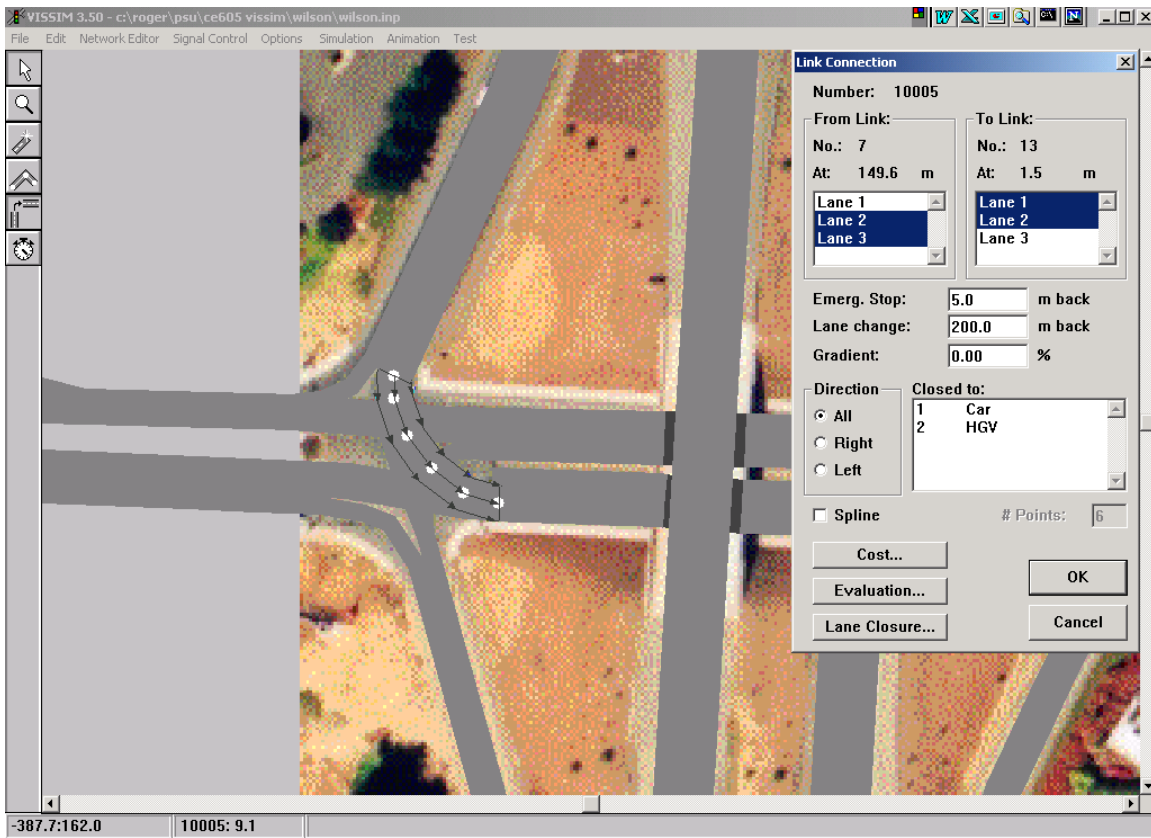 VISSIM 3.50 - c:\roger\psu\ce605 vissim\wilson\wilson.inp
File Edit Network Editor Signal Control Options Simulation Animation Test
Link Connection
Number: 10005
From Link: To Link:
No.: 7 No.: 13
At: 149.6 m At: 1.5 m
Lane 1 Lane 1
Lane 2 Lane 2
Lane 3 Lane 3
Emerg. Stop: 5.0 m back
Lane change: 200.0 m back
Gradient: 0.00 %
Direction Closed to:
All 1 Car
Right 2 HGV
Left
Spline # Points: 6
Cost...
Evaluation... OK
Lane Closure... Cancel
-387.7:162.0 10005: 9.1